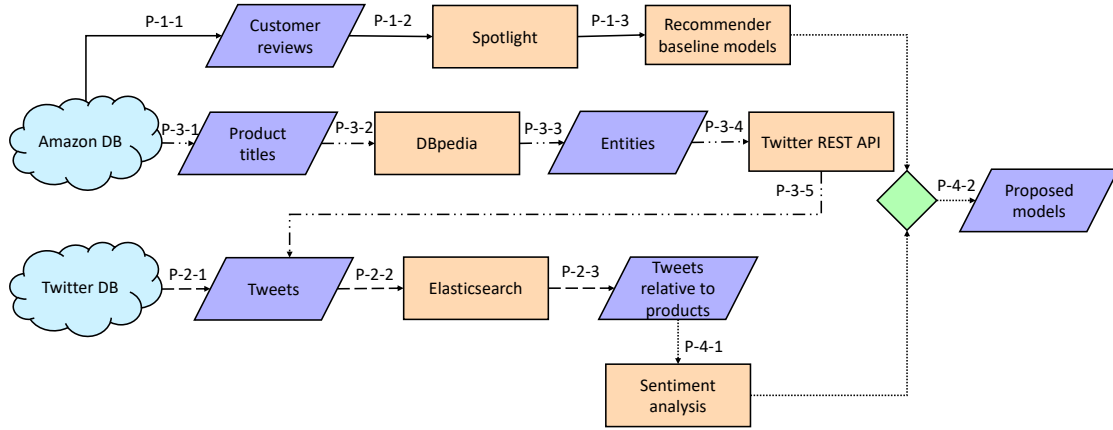 P-1-1
Customer
reviews
P-1-2
Spotlight
P-1-3
Recommender
baseline models
Amazon DB
P-3-1
Product
titles
P-3-2
DBpedia
P-3-3
Entities
P-3-4
Twitter REST API
P-3-5
P-4-2
Proposed
models
Twitter DB
P-2-1
Tweets
P-2-2
Elasticsearch
P-2-3
Tweets
relative to
products
P-4-1
Sentiment
analysis